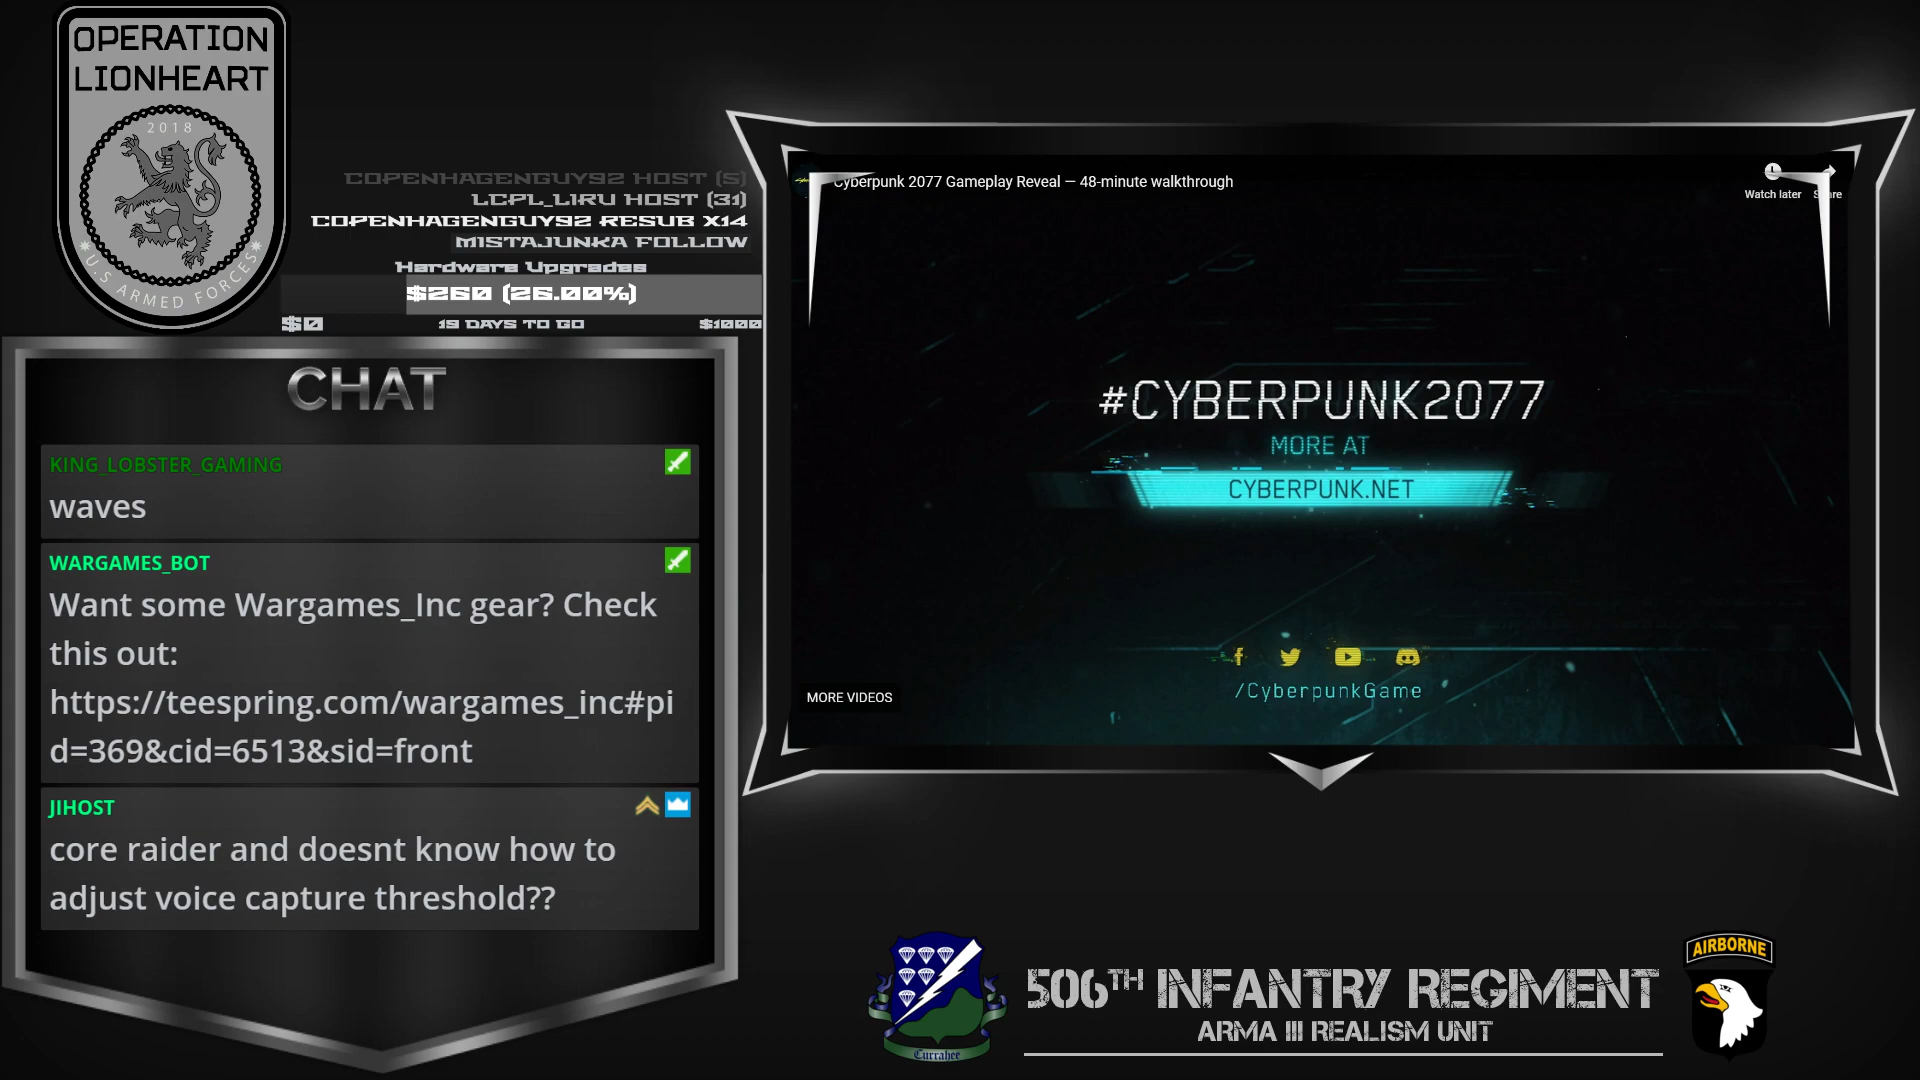 OPERATION
LIONHEART
2018
U.S ARMED FORCES
COPENHAGENGUY92 HOST (5)
LCPL_LIRU HOST (31)
COPENHAGENGUY92 RESUB X14
MISTAJUNKA FOLLOW
Hardware Upgrades
$260 (26.00%)
$0
19 DAYS TO GO
$1000
CHAT
KING_LOBSTER_GAMING
waves
WARGAMES_BOT
Want some Wargames_Inc gear? Check
this out:
https://teespring.com/wargames_inc#pi
d=369&cid=6513&sid=front
JIHOST
core raider and doesnt know how to
adjust voice capture threshold??
Cyberpunk 2077 Gameplay Reveal — 48-minute walkthrough
Watch later
#CYBERPUNK2077
MORE AT
CYBERPUNK.NET
/CyberpunkGame
MORE VIDEOS
Currahee
506TH INFANTRY REGIMENT
ARMA III REALISM UNIT
AIRBORNE